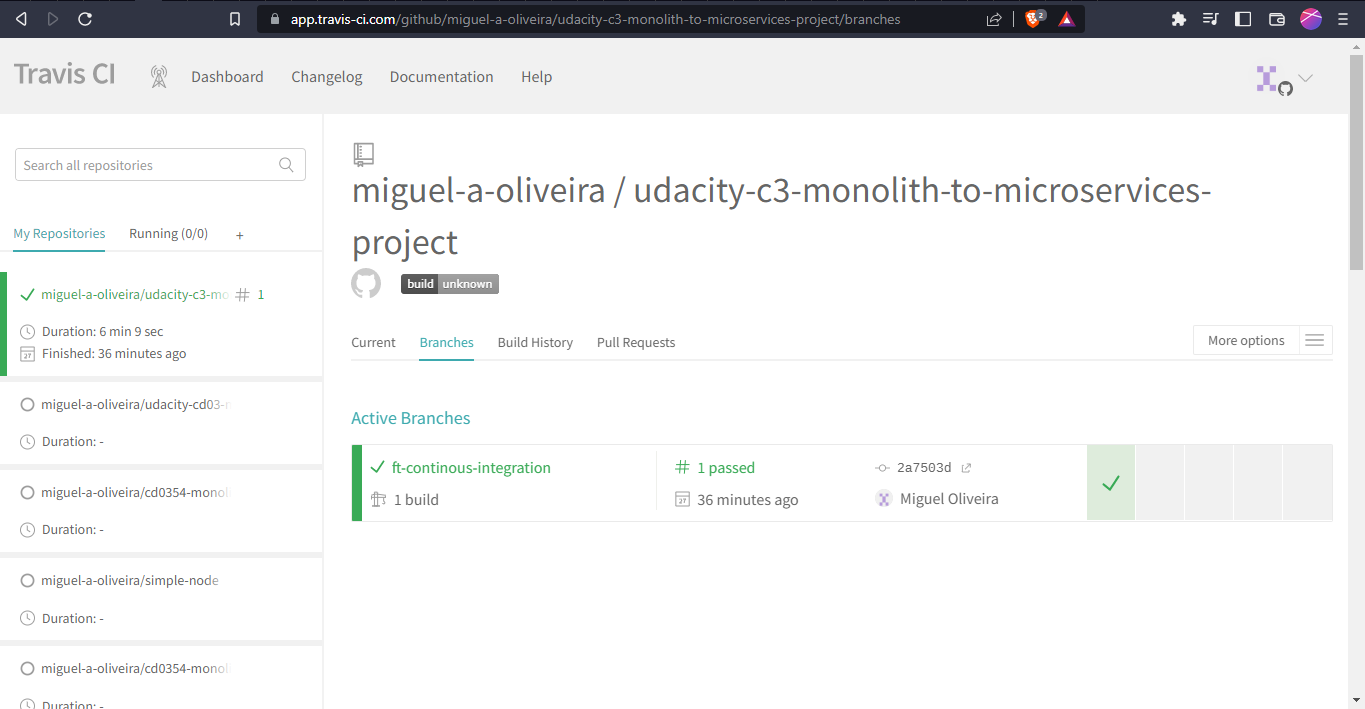 app.travis-ci.com/github/miguel-a-oliveira/udacity-c3-monolith-to-microservices-project/branches
2
Travis CI
Dashboard
Changelog
Documentation
Help
Search all repositories
My Repositories
Running (0/0)
+
miguel-a-oliveira/udacity-c3-mo
# 1
Duration: 6 min 9 sec
Finished: 36 minutes ago
miguel-a-oliveira/udacity-cd03-
Duration: -
miguel-a-oliveira/cd0354-monol
Duration: -
miguel-a-oliveira/simple-node
Duration: -
miguel-a-oliveira/cd0354-monol
Duration: -
miguel-a-oliveira / udacity-c3-monolith-to-microservices-
project
build unknown
Current
Branches
Build History
Pull Requests
More options
Active Branches
ft-continous-integration
# 1 passed
2a7503d
1 build
36 minutes ago
Miguel Oliveira